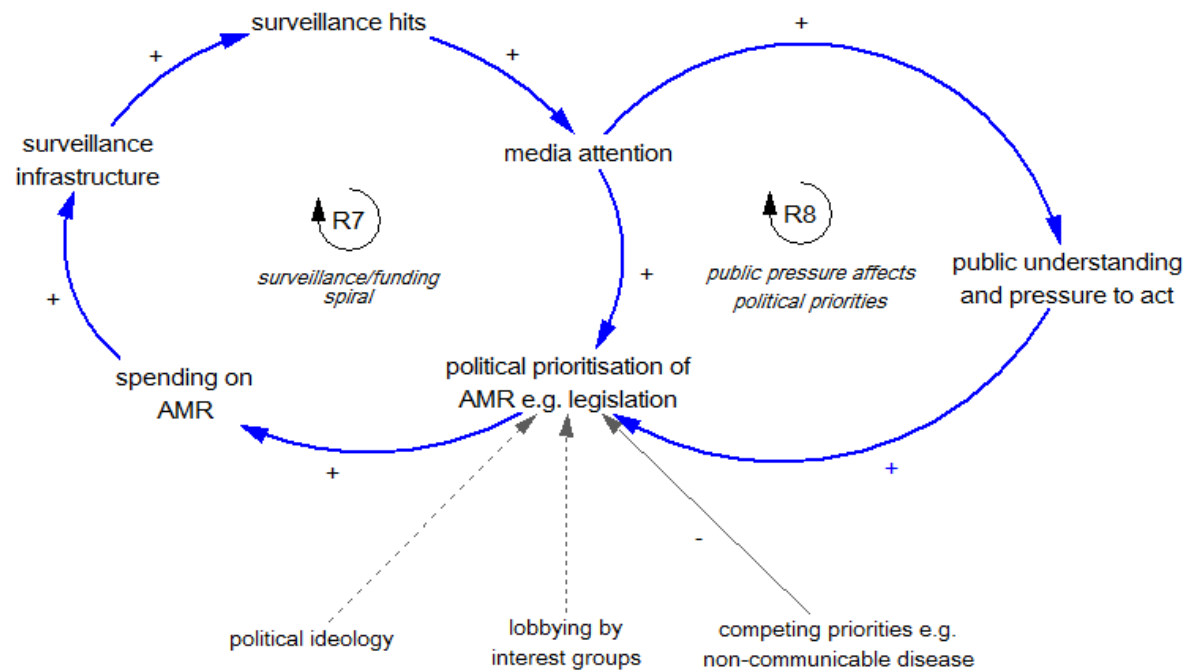 surveillance hits
+
+
+
surveillance
infrastructure
media attention
R7
surveillance/funding
spiral
R8
public pressure affects
political priorities
public understanding
and pressure to act
+
+
spending on
AMR
political prioritisation of
AMR e.g. legislation
+
+
-
political ideology
lobbying by
interest groups
competing priorities e.g.
non-communicable disease